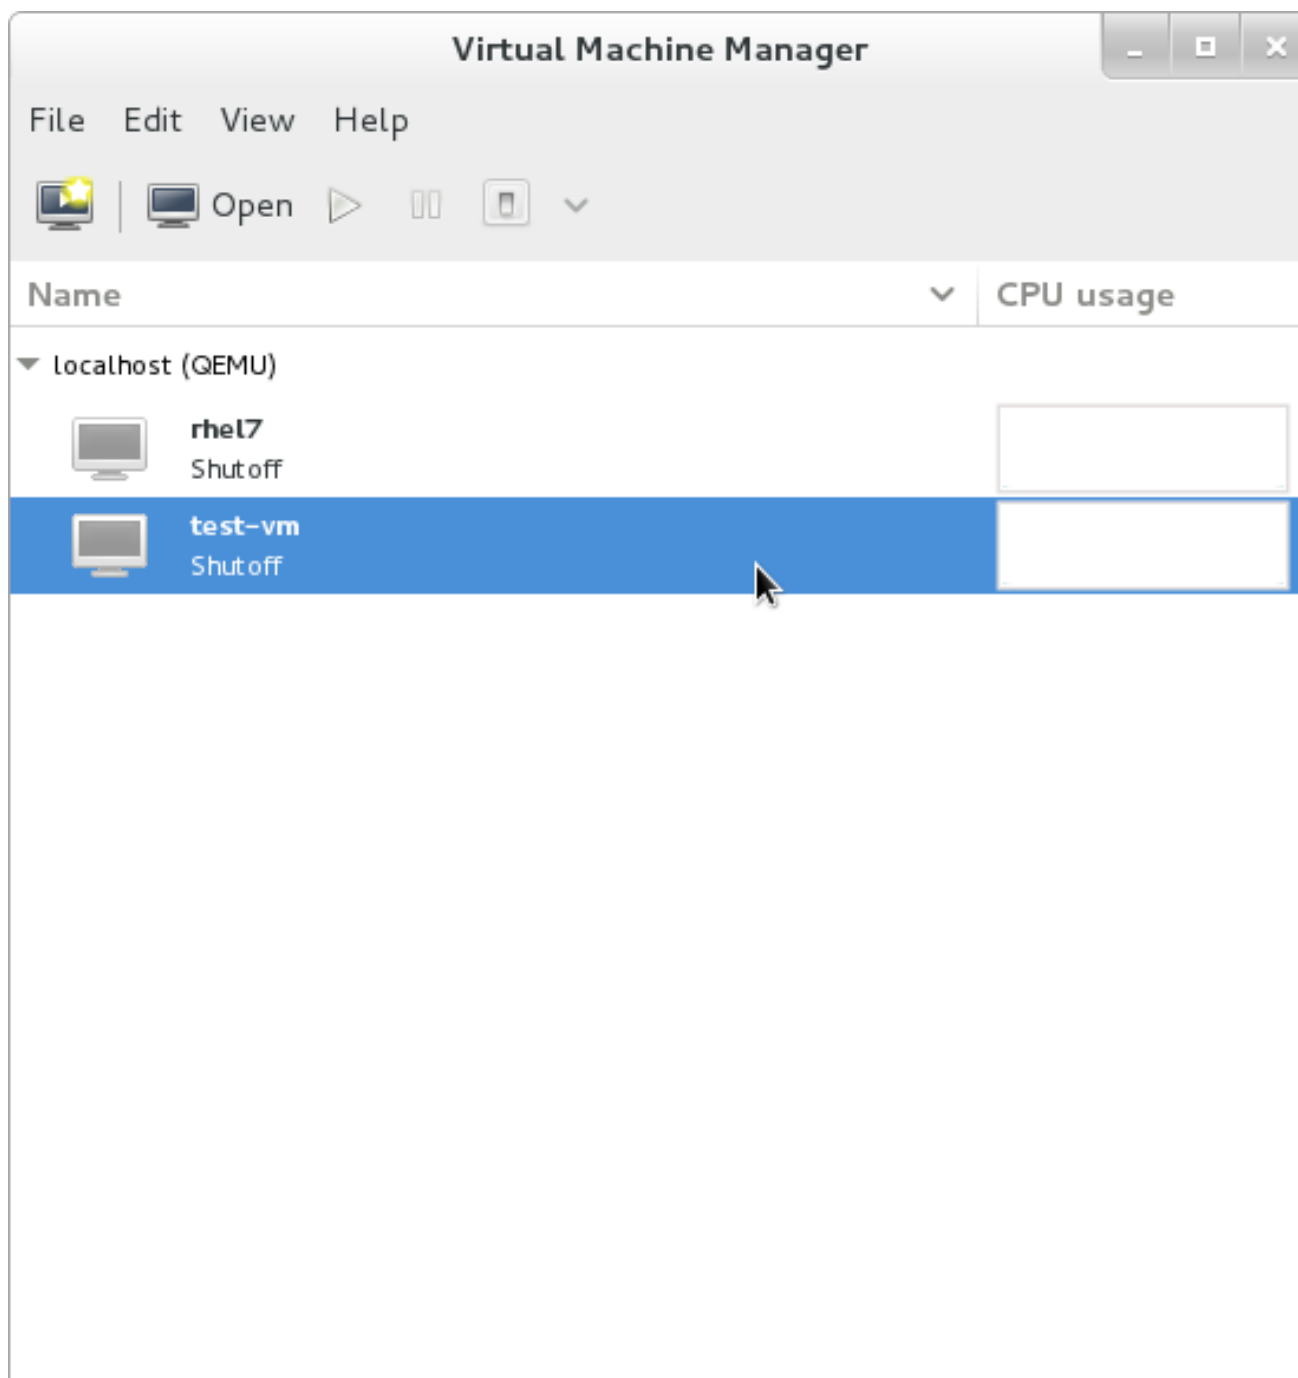 Virtual Machine Manager
File Edit View Help
Open
Name CPU usage
localhost (QEMU)
rhel7
Shutoff
test-vm
Shutoff